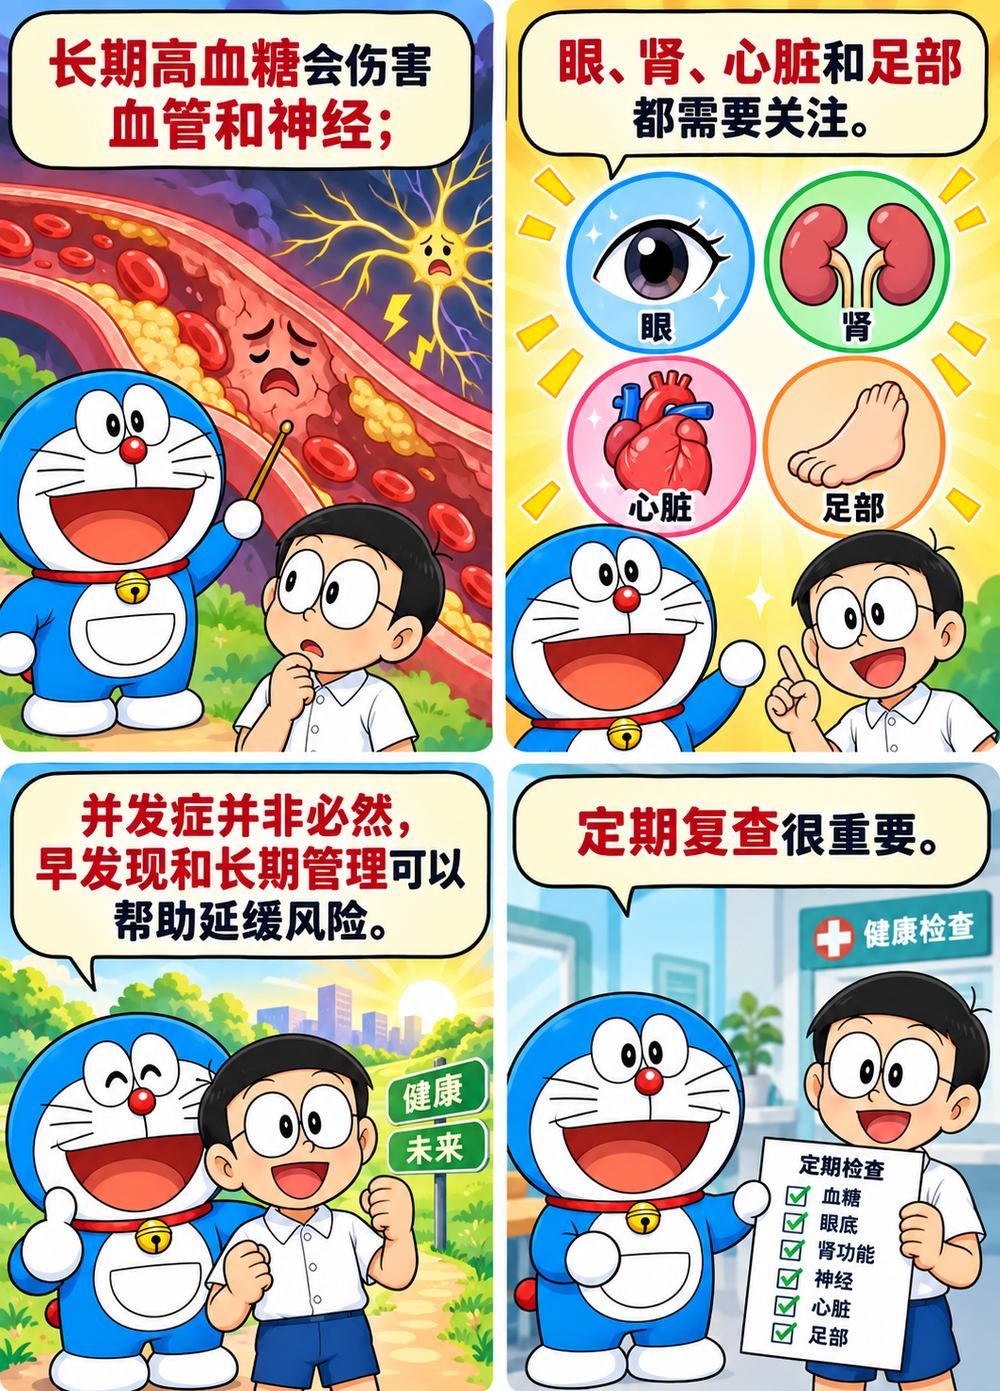 长期高血糖会伤害
血管和神经；
眼、肾、心脏和足部
都需要关注。
眼
肾
心脏
足部
并发症并非必然，
早发现和长期管理可以
帮助延缓风险。
健康
未来
定期复查很重要。
健康检查
定期检查
血糖
眼底
肾功能
神经
心脏
足部